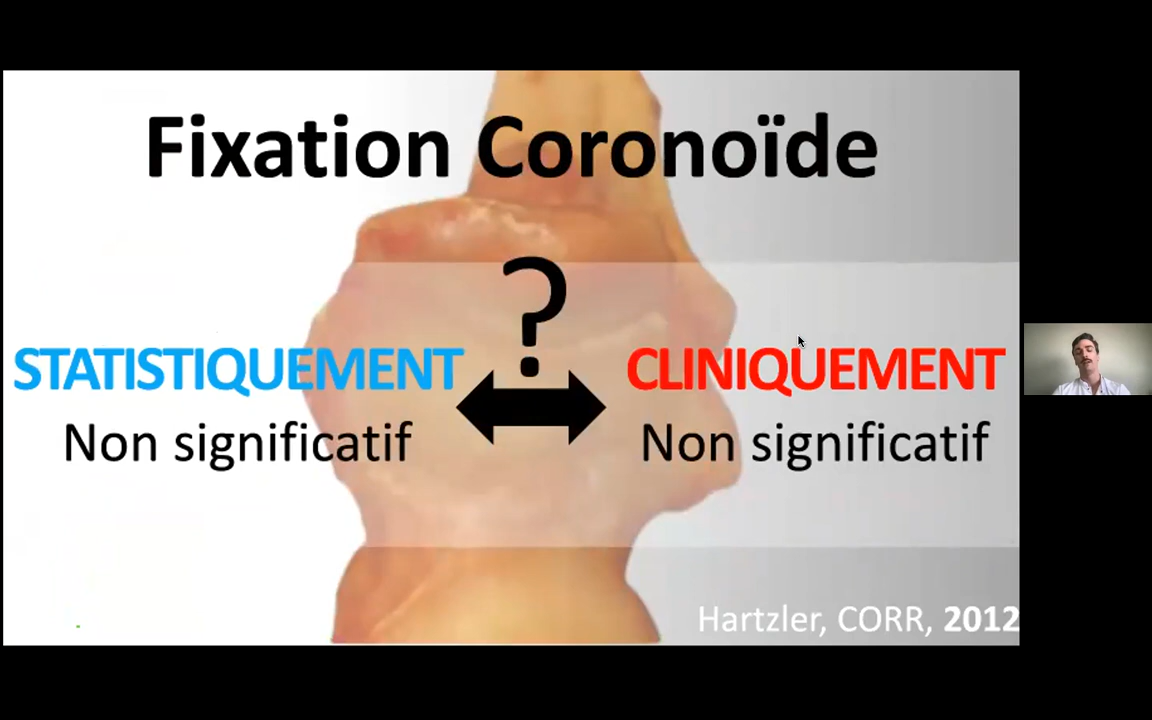 Fixation Coronoïde
?
STATISTIQUEMENT
Non significatif
CLINIQUEMENT
Non significatif
Hartzler, CORR, 2012